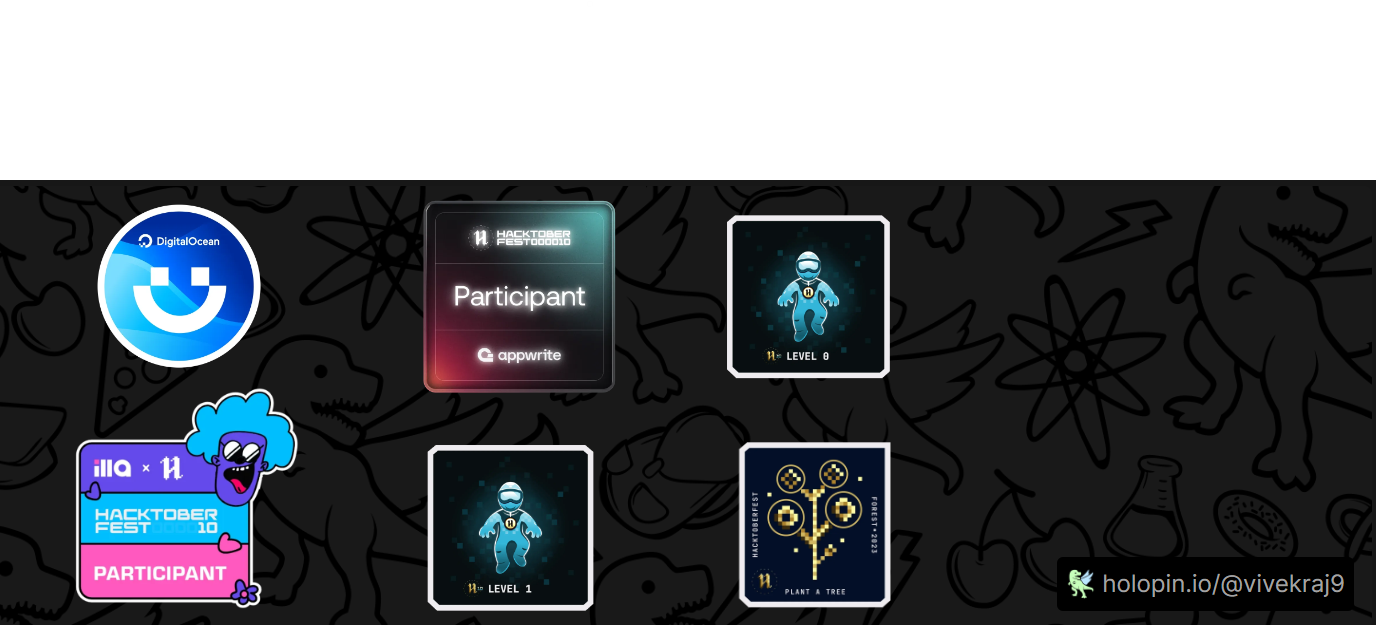 DigitalOcean
HACKTOBER
FEST000010
Participant
appwrite
LEVEL 0
illa × H
HACKTOBER
FEST 10
PARTICIPANT
LEVEL 1
HACKTOBERFEST
FOREST•2023
PLANT A TREE
holopin.io/@vivekraj9